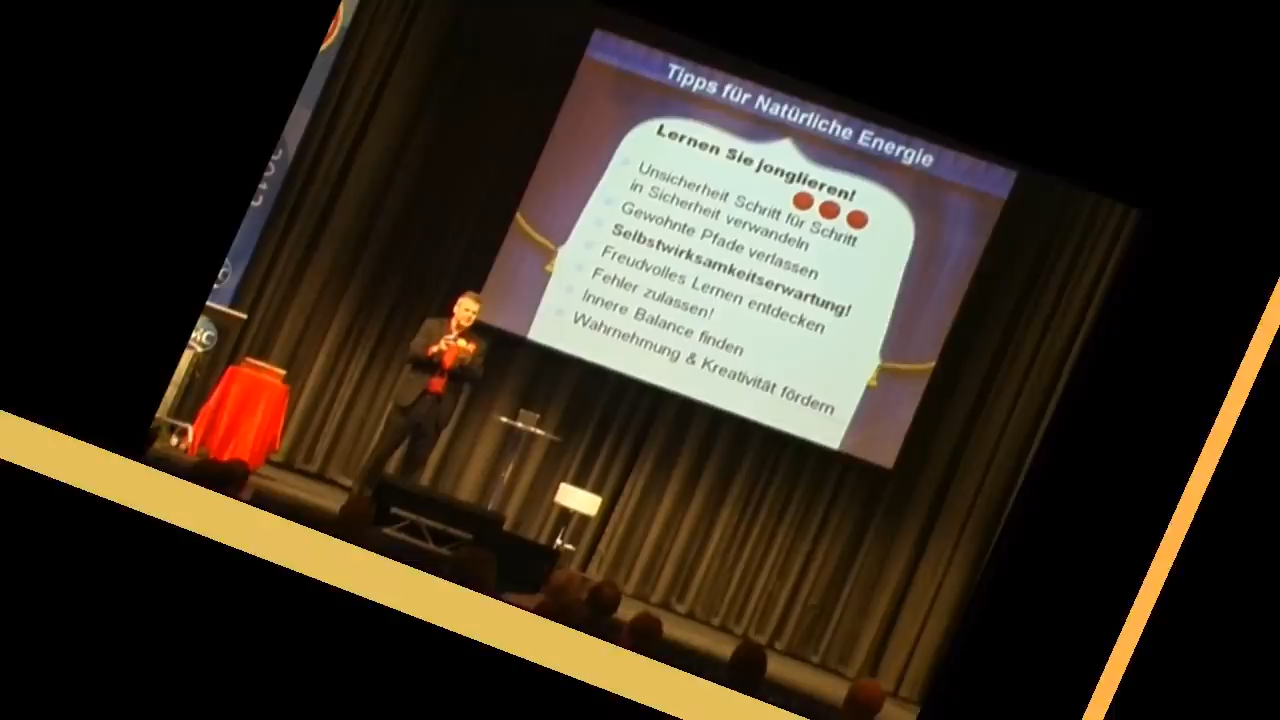 Tipps für Natürliche Energie
Lernen Sie jonglieren!
Unsicherheit Schritt für Schritt
in Sicherheit verwandeln
Gewohnte Pfade verlassen
Selbstwirksamkeitserwartung!
Freudvolles Lernen entdecken
Fehler zulassen!
Innere Balance finden
Wahrnehmung & Kreativität fördern